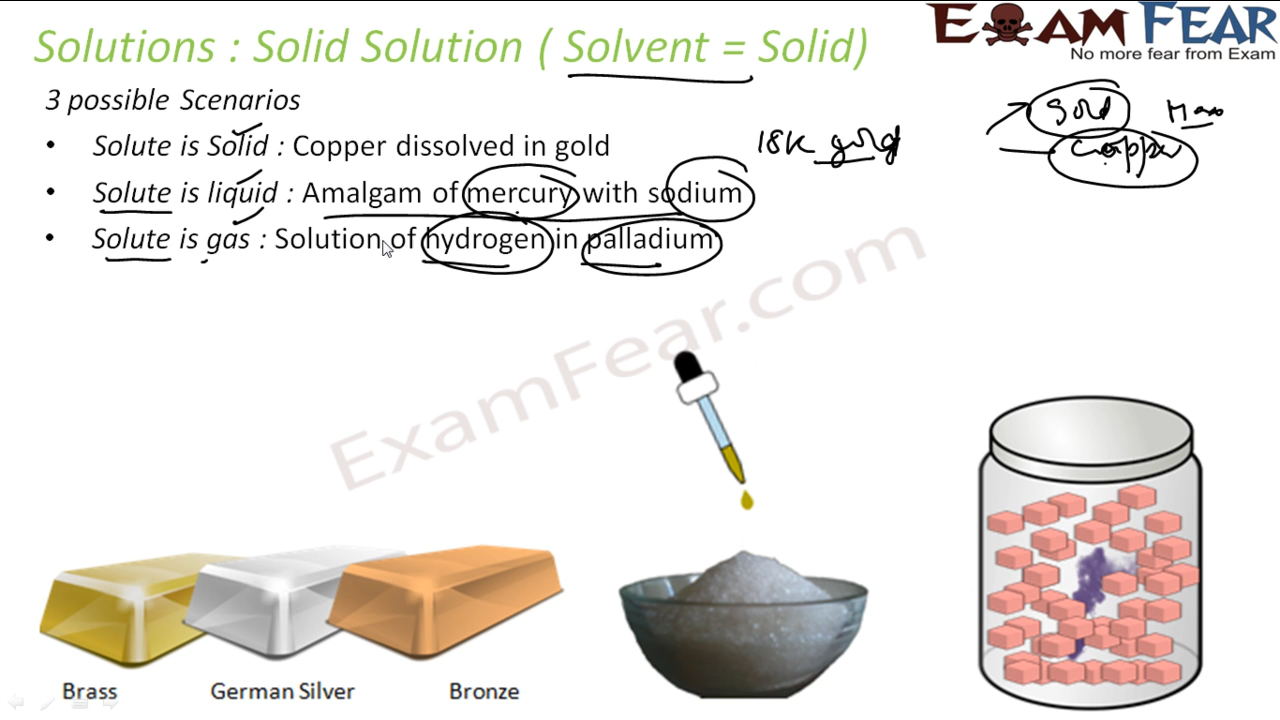 Solutions : Solid Solution ( Solvent = Solid)
EXAM FEAR
No more fear from Exam
3 possible Scenarios
• Solute is Solid : Copper dissolved in gold
18K gold
Gold
Copper
• Solute is liquid : Amalgam of mercury with sodium
• Solute is gas : Solution of hydrogen in palladium
ExamFear.com
Brass
German Silver
Bronze